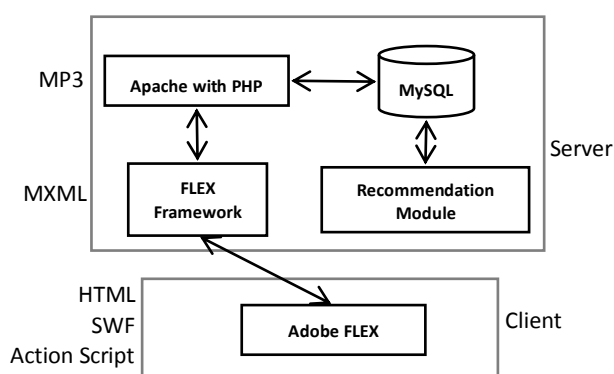 MP3
Apache with PHP
MySQL
Server
MXML
FLEX
Framework
Recommendation
Module
HTML
SWF
Action Script
Adobe FLEX
Client